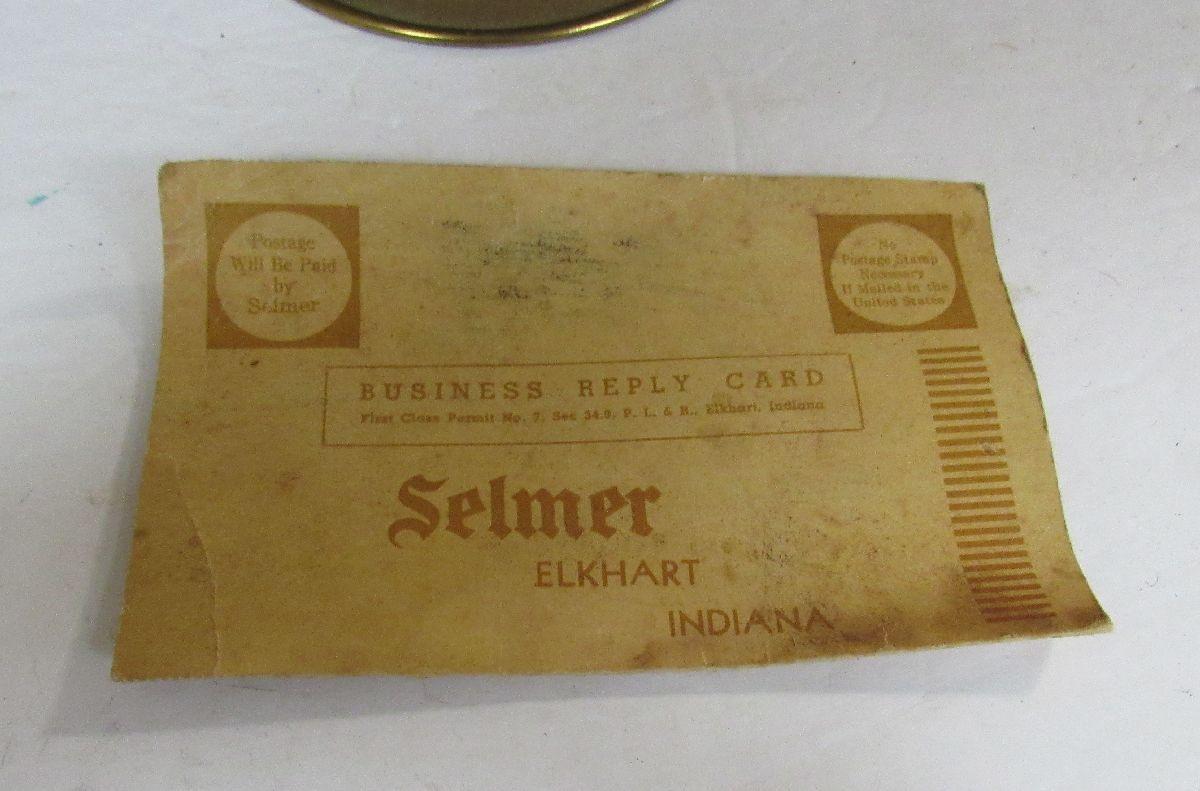 Postage
Will Be Paid
by
Selmer
No
Postage Stamp
Necessary
If Mailed in the
United States
BUSINESS REPLY CARD
First Class Permit No. 7, Sec 34.9, P. L. & R., Elkhart, Indiana
Selmer
ELKHART
INDIANA